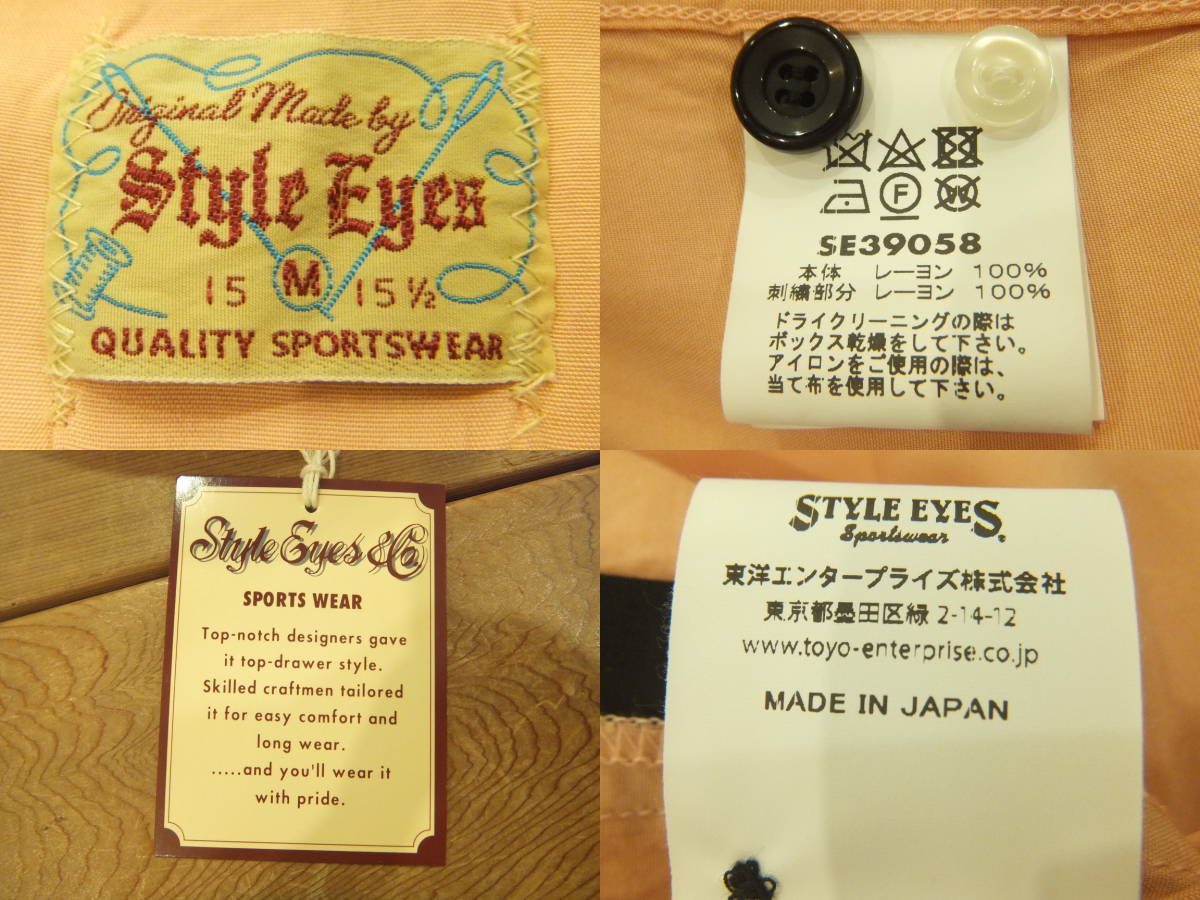 Original Made by
Style Eyes
15 M 15½
QUALITY SPORTSWEAR
F
W
SE39058
本体 レーヨン 100%
刺繍部分 レーヨン 100%
ドライクリーニングの際は
ボックス乾燥をして下さい。
アイロンをご使用の際は、
当て布を使用して下さい。
Style Eyes & Co.
SPORTS WEAR
Top-notch designers gave
it top-drawer style.
Skilled craftmen tailored
it for easy comfort and
long wear.
.....and you'll wear it
with pride.
STYLE EYES®
Sportswear
東洋エンタープライズ株式会社
東京都墨田区緑 2-14-12
www.toyo-enterprise.co.jp
MADE IN JAPAN